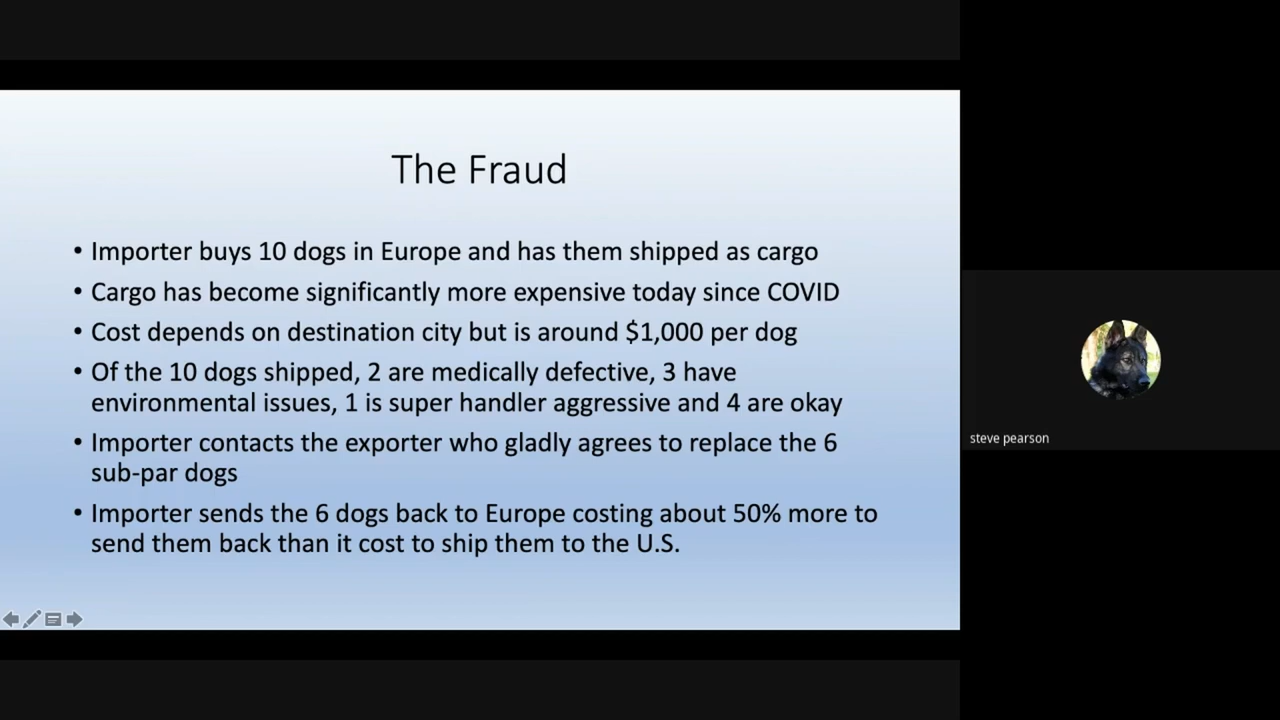 The Fraud
• Importer buys 10 dogs in Europe and has them shipped as cargo
• Cargo has become significantly more expensive today since COVID
• Cost depends on destination city but is around $1,000 per dog
• Of the 10 dogs shipped, 2 are medically defective, 3 have
environmental issues, 1 is super handler aggressive and 4 are okay
• Importer contacts the exporter who gladly agrees to replace the 6
sub-par dogs
• Importer sends the 6 dogs back to Europe costing about 50% more to
send them back than it cost to ship them to the U.S.
steve pearson